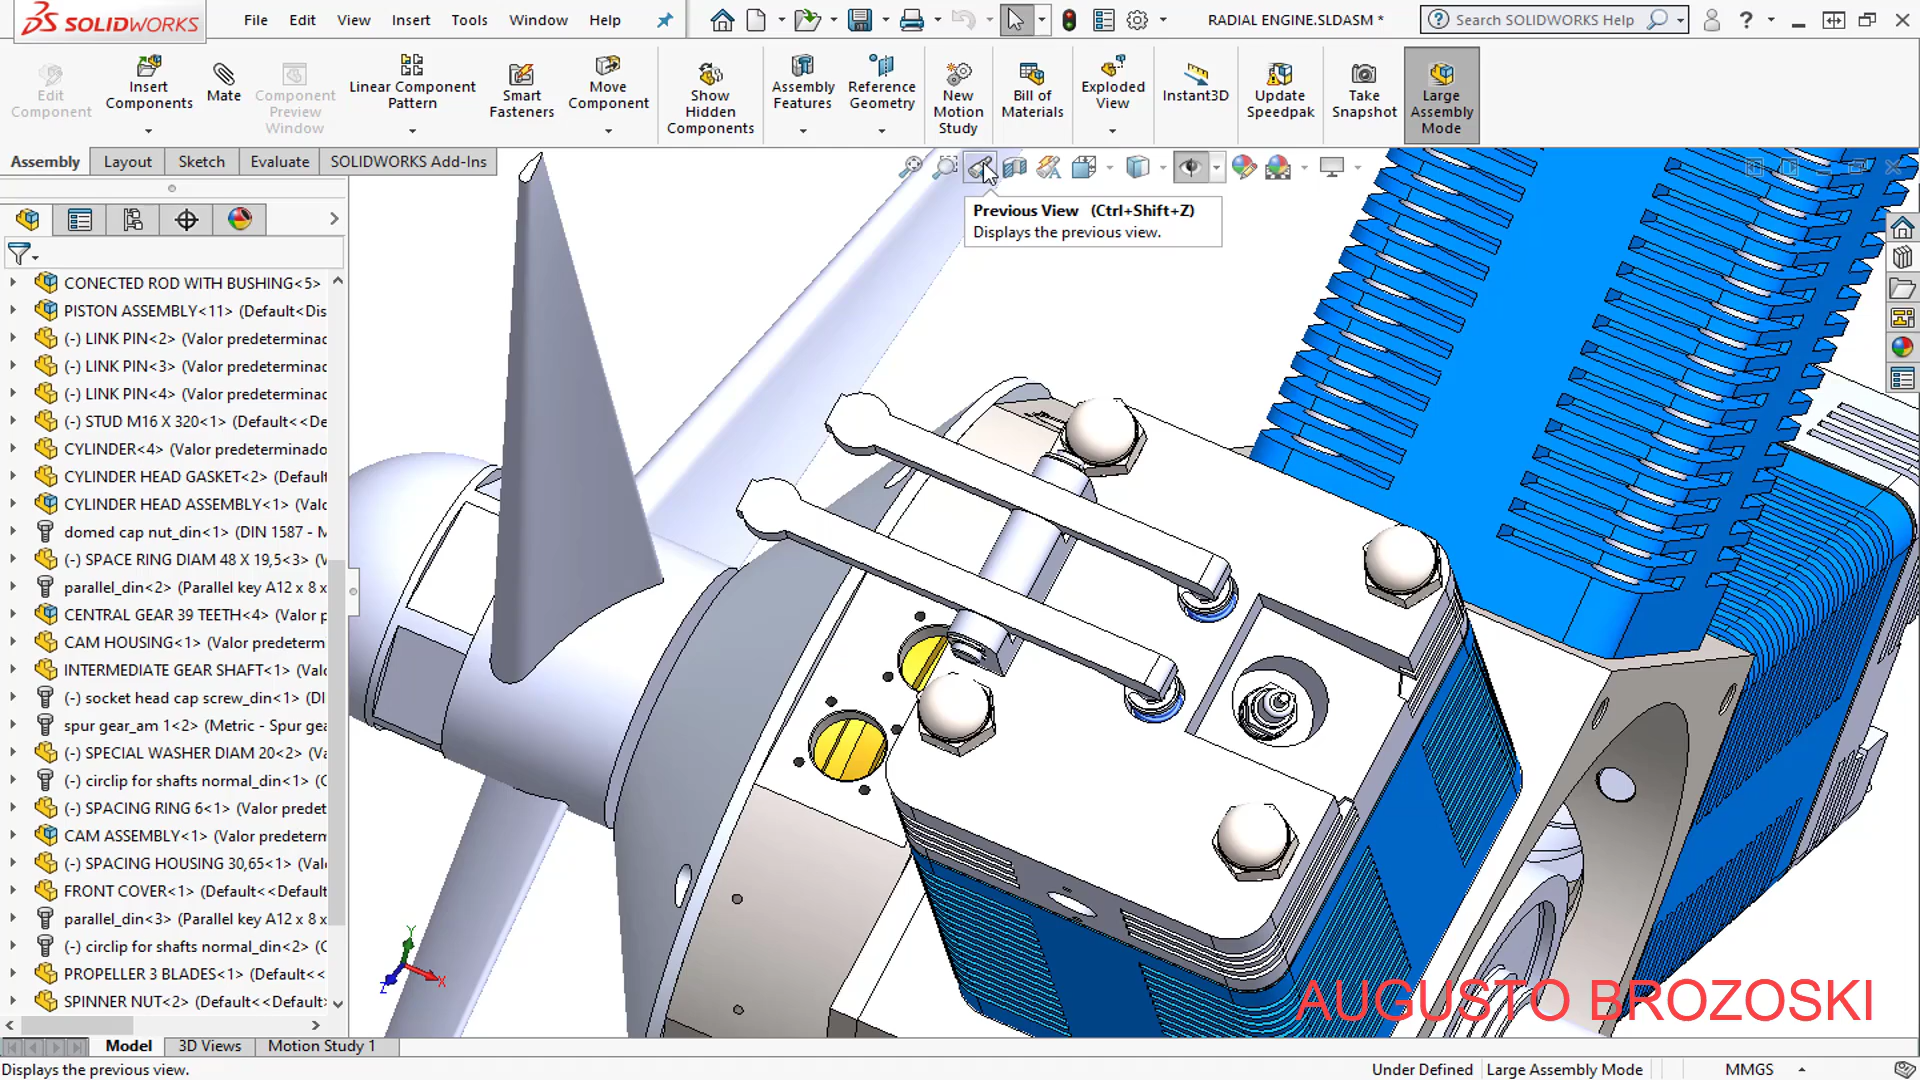 SOLIDWORKS
File Edit View Insert Tools Window Help
RADIAL ENGINE.SLDASM *
Search SOLIDWORKS Help
Edit Component
Insert Components
Mate
Component Preview Window
Linear Component Pattern
Smart Fasteners
Move Component
Show Hidden Components
Assembly Features
Reference Geometry
New Motion Study
Bill of Materials
Exploded View
Instant3D
Update Speedpak
Take Snapshot
Large Assembly Mode
Assembly Layout Sketch Evaluate SOLIDWORKS Add-Ins
Previous View (Ctrl+Shift+Z)
Displays the previous view.
CONECTED ROD WITH BUSHING<5>
PISTON ASSEMBLY<11> (Default<Dis
(-) LINK PIN<2> (Valor predeterminac
(-) LINK PIN<3> (Valor predeterminac
(-) LINK PIN<4> (Valor predeterminac
(-) STUD M16 X 320<1> (Default<<De
CYLINDER<4> (Valor predeterminado
CYLINDER HEAD GASKET<2> (Default
CYLINDER HEAD ASSEMBLY<1> (Valo
domed cap nut_din<1> (DIN 1587 - M
(-) SPACE RING DIAM 48 X 19,5<3> (V
parallel_din<2> (Parallel key A12 x 8 x
CENTRAL GEAR 39 TEETH<4> (Valor p
CAM HOUSING<1> (Valor predeterm
INTERMEDIATE GEAR SHAFT<1> (Valo
(-) socket head cap screw_din<1> (DI
spur gear_am 1<2> (Metric - Spur gea
(-) SPECIAL WASHER DIAM 20<2> (Va
(-) circlip for shafts normal_din<1> (C
(-) SPACING RING 6<1> (Valor predet
CAM ASSEMBLY<1> (Valor predeterm
(-) SPACING HOUSING 30,65<1> (Valo
FRONT COVER<1> (Default<<Default
parallel_din<3> (Parallel key A12 x 8 x
(-) circlip for shafts normal_din<2> (C
PROPELLER 3 BLADES<1> (Default<<
SPINNER NUT<2> (Default<<Default>
Y
X
Z
AUGUSTO BROZOSKI
Model 3D Views Motion Study 1
Displays the previous view.
Under Defined Large Assembly Mode MMGS